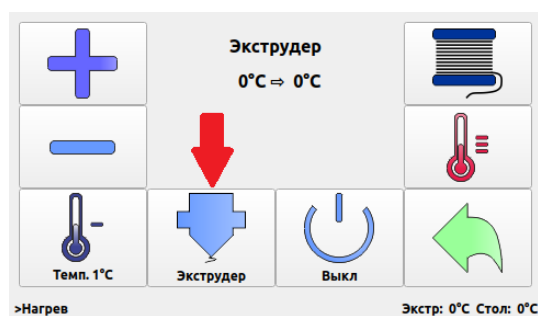 Экструдер
0°C ⇨ 0°C
Темп. 1°C
Экструдер
Выкл
>Нагрев
Экстр: 0°C Стол: 0°C